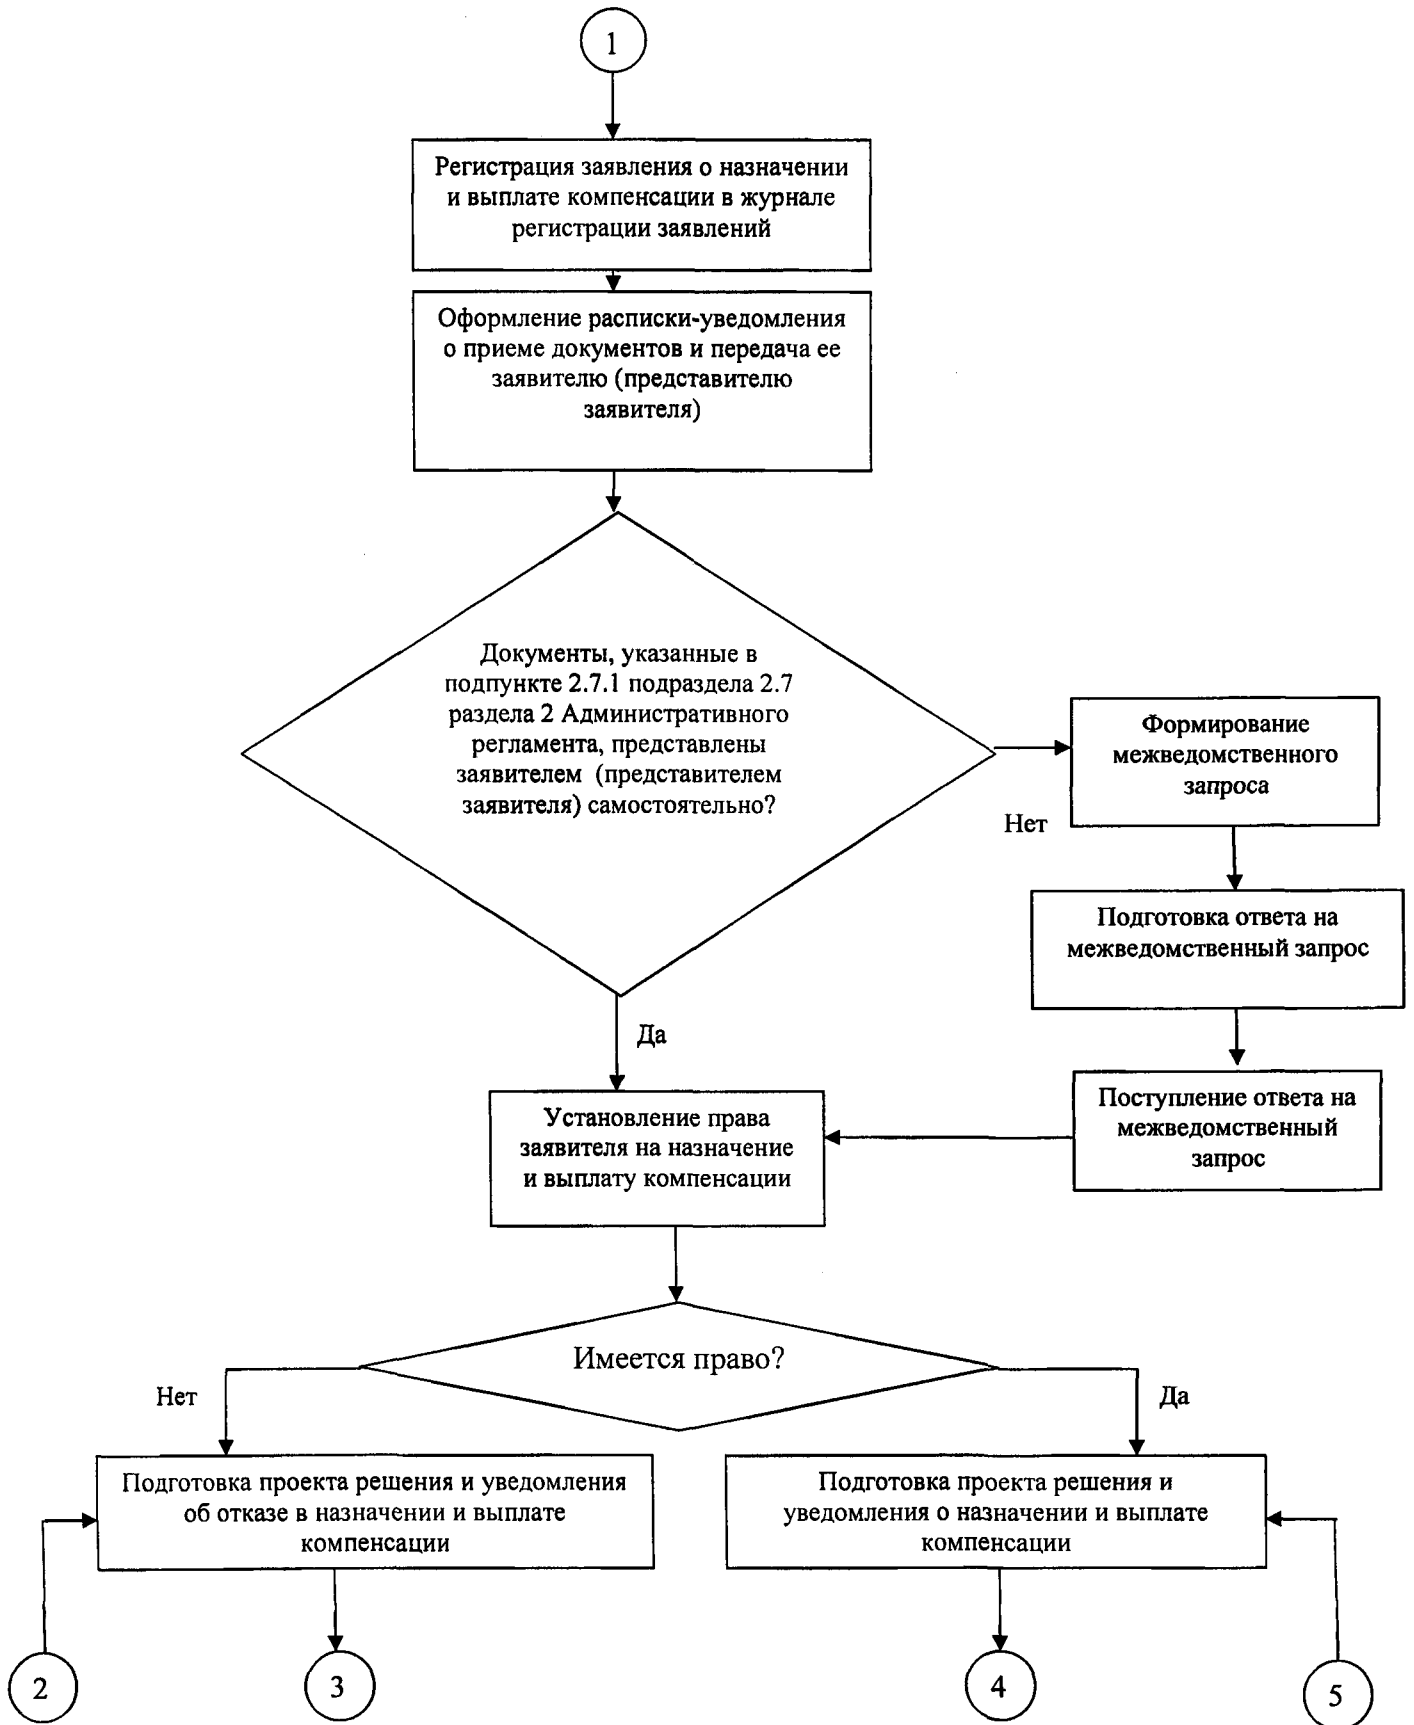 1
Регистрация заявления о назначении
и выплате компенсации в журнале
регистрации заявлений
Оформление расписки-уведомления
о приеме документов и передача ее
заявителю (представителю
заявителя)
Документы, указанные в
подпункте 2.7.1 подраздела 2.7
раздела 2 Административного
регламента, представлены
заявителем (представителем
заявителя) самостоятельно?
Нет
Формирование
межведомственного
запроса
Подготовка ответа на
межведомственный запрос
Да
Поступление ответа на
межведомственный
запрос
Установление права
заявителя на назначение
и выплату компенсации
Имеется право?
Нет
Да
Подготовка проекта решения и уведомления
об отказе в назначении и выплате
компенсации
Подготовка проекта решения и
уведомления о назначении и выплате
компенсации
2
3
4
5